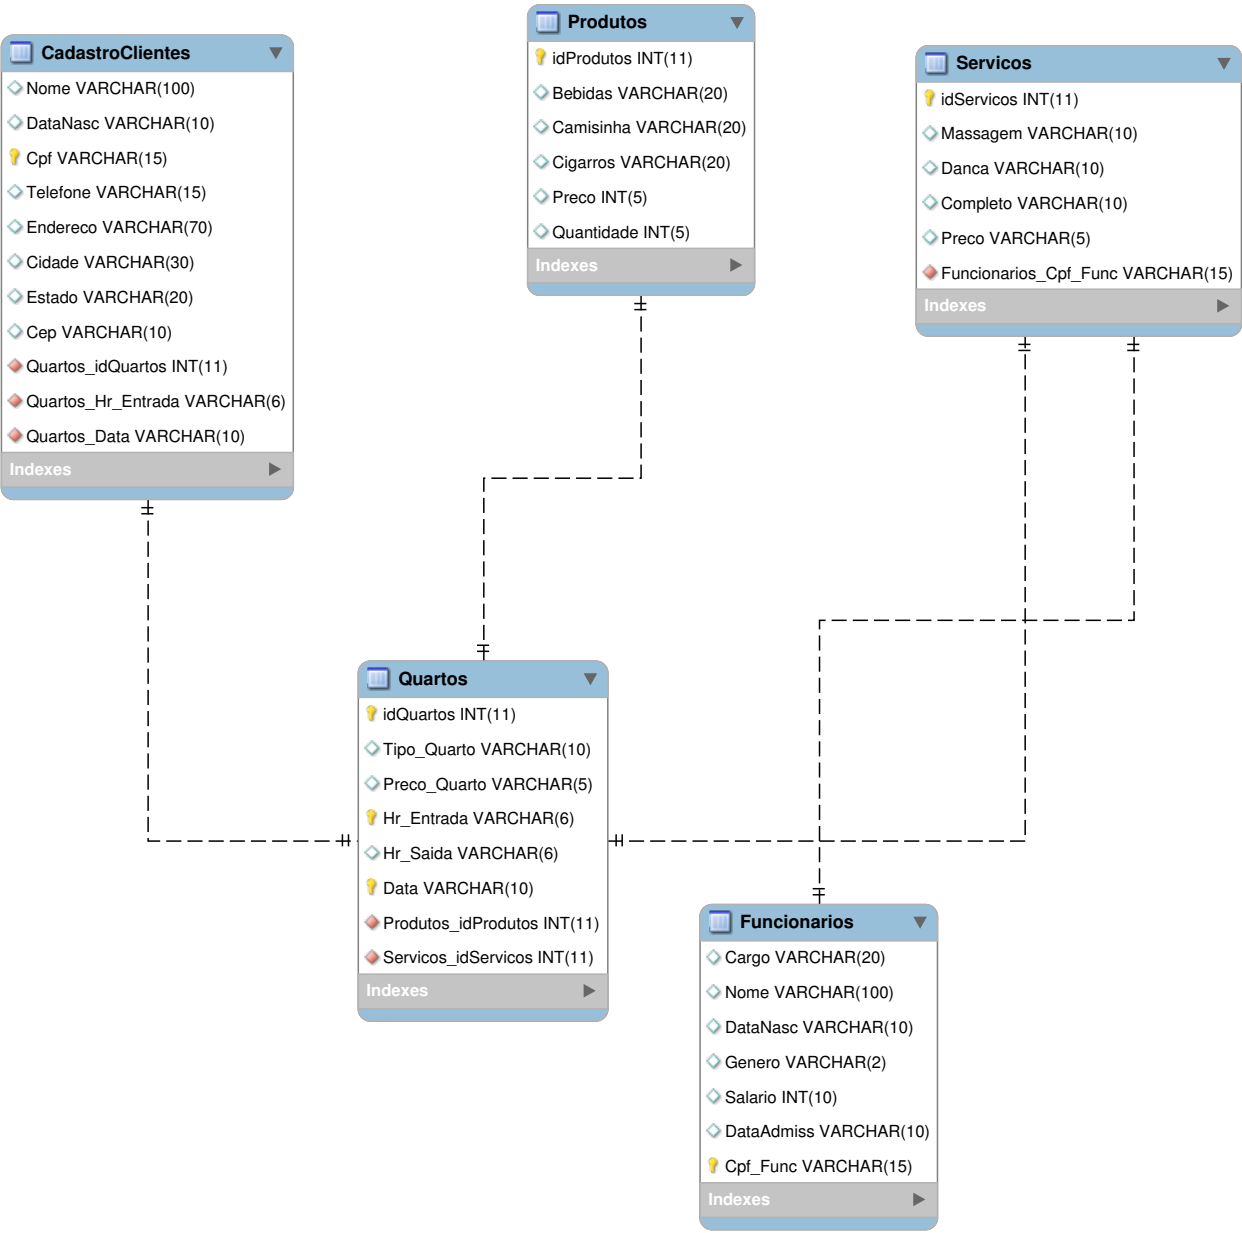 CadastroClientes
Nome VARCHAR(100)
DataNasc VARCHAR(10)
Cpf VARCHAR(15)
Telefone VARCHAR(15)
Endereco VARCHAR(70)
Cidade VARCHAR(30)
Estado VARCHAR(20)
Cep VARCHAR(10)
Quartos_idQuartos INT(11)
Quartos_Hr_Entrada VARCHAR(6)
Quartos_Data VARCHAR(10)
Indexes
Produtos
idProdutos INT(11)
Bebidas VARCHAR(20)
Camisinha VARCHAR(20)
Cigarros VARCHAR(20)
Preco INT(5)
Quantidade INT(5)
Indexes
Servicos
idServicos INT(11)
Massagem VARCHAR(10)
Danca VARCHAR(10)
Completo VARCHAR(10)
Preco VARCHAR(5)
Funcionarios_Cpf_Func VARCHAR(15)
Indexes
Quartos
idQuartos INT(11)
Tipo_Quarto VARCHAR(10)
Preco_Quarto VARCHAR(5)
Hr_Entrada VARCHAR(6)
Hr_Saida VARCHAR(6)
Data VARCHAR(10)
Produtos_idProdutos INT(11)
Servicos_idServicos INT(11)
Indexes
Funcionarios
Cargo VARCHAR(20)
Nome VARCHAR(100)
DataNasc VARCHAR(10)
Genero VARCHAR(2)
Salario INT(10)
DataAdmiss VARCHAR(10)
Cpf_Func VARCHAR(15)
Indexes